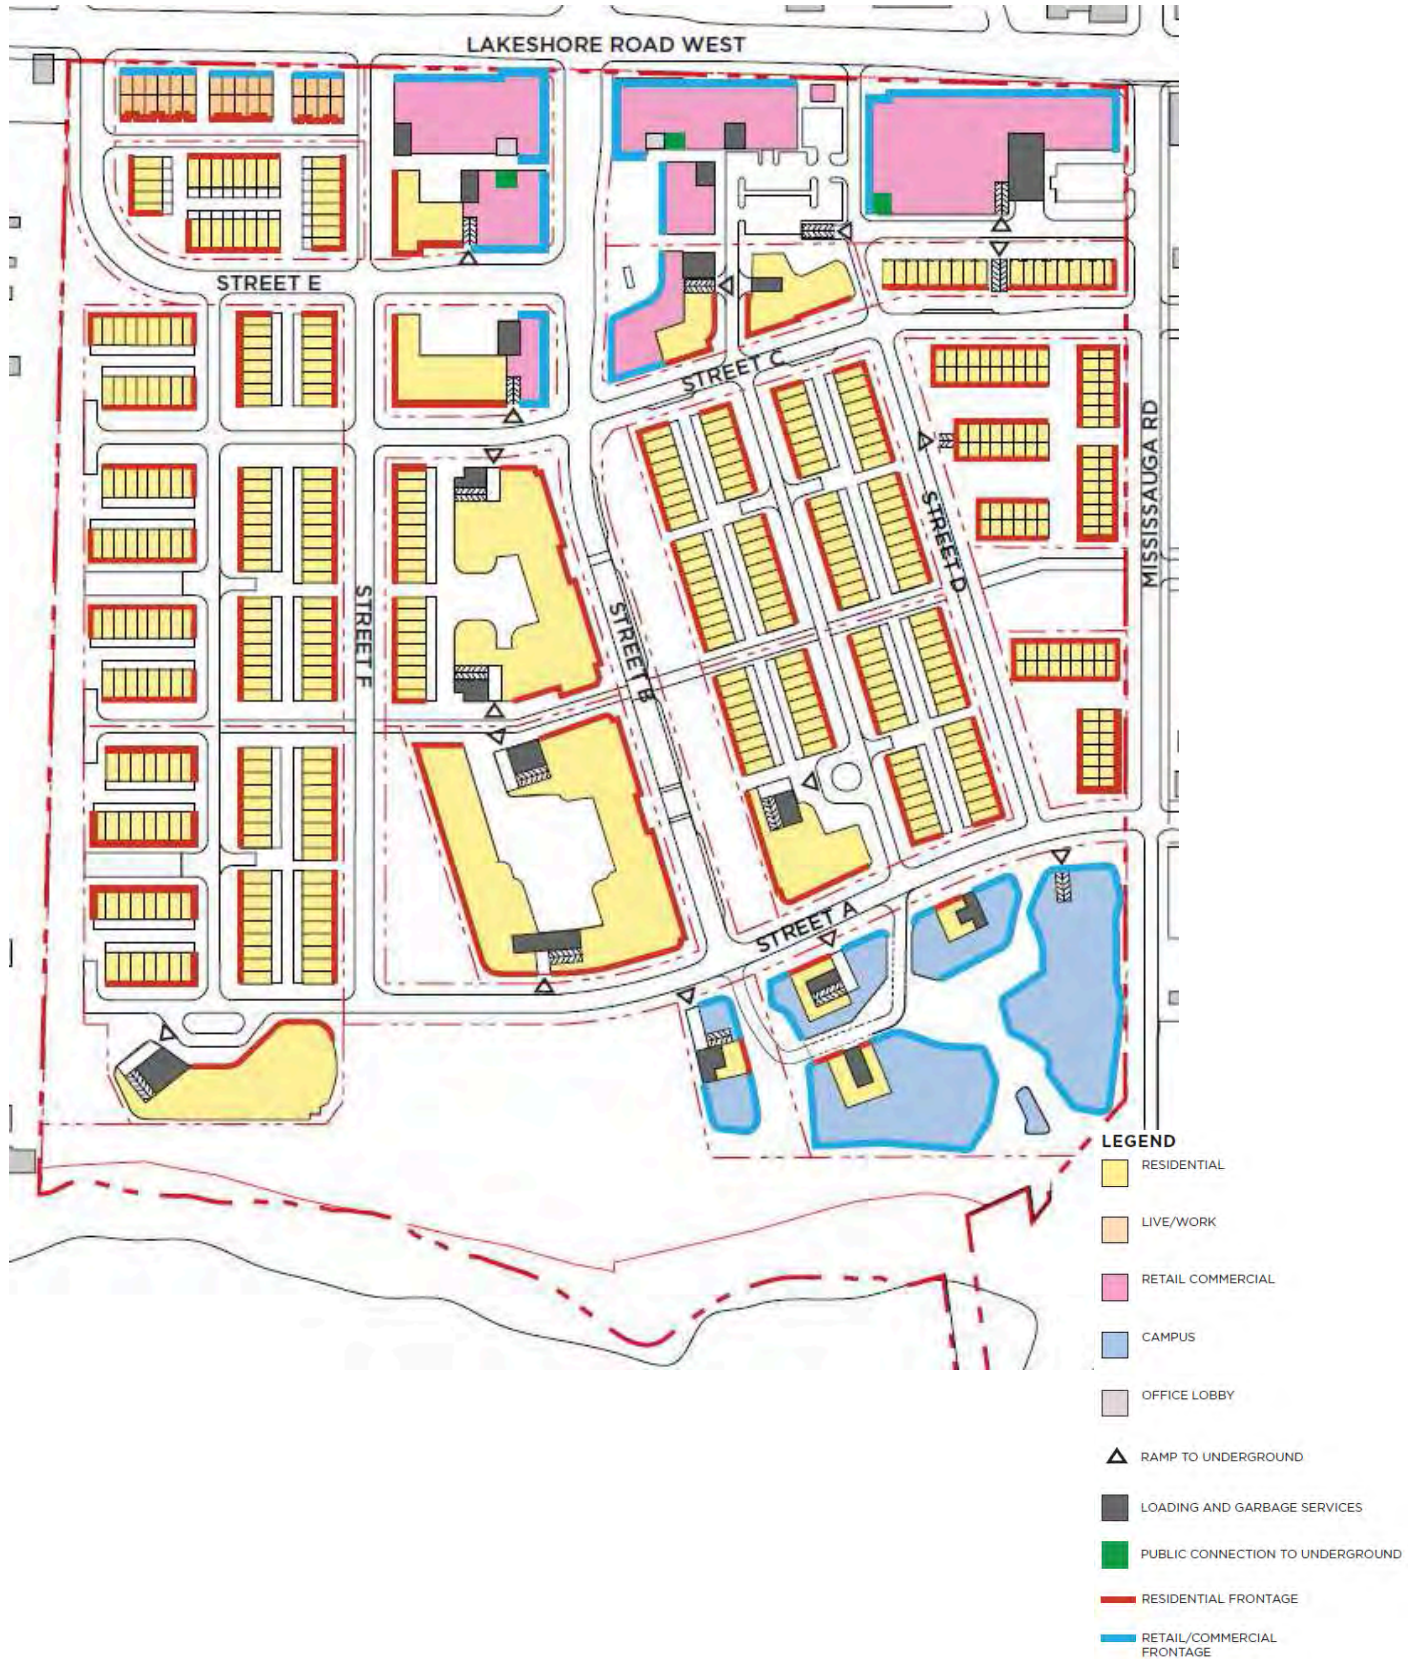 LAKESHORE ROAD WEST
STREET E
STREET C
MISSISSAUGA RD
STREET D
STREET F
STREET B
STREET A
LEGEND
RESIDENTIAL
LIVE/WORK
RETAIL COMMERCIAL
CAMPUS
OFFICE LOBBY
RAMP TO UNDERGROUND
LOADING AND GARBAGE SERVICES
PUBLIC CONNECTION TO UNDERGROUND
RESIDENTIAL FRONTAGE
RETAIL/COMMERCIAL
FRONTAGE